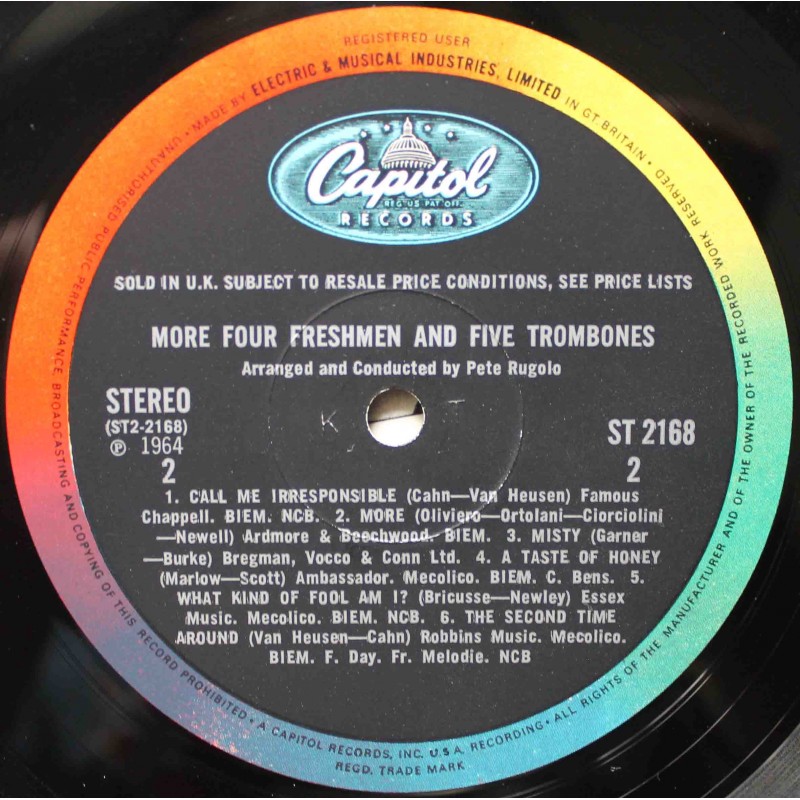 REGISTERED USER
MADE BY ELECTRIC & MUSICAL INDUSTRIES, LIMITED IN GT. BRITAIN • ALL RIGHTS OF THE MANUFACTURER AND OF THE OWNER OF THE RECORDED WORK RESERVED •
UNAUTHORISED PUBLIC PERFORMANCE, BROADCASTING AND COPYING OF THIS RECORD PROHIBITED • A CAPITOL RECORDS, INC. U.S.A. RECORDING •
REGD. TRADE MARK
Capitol
REG. US PAT OFF
RECORDS
SOLD IN U.K. SUBJECT TO RESALE PRICE CONDITIONS, SEE PRICE LISTS
MORE FOUR FRESHMEN AND FIVE TROMBONES
Arranged and Conducted by Pete Rugolo
STEREO
(ST2-2168)
℗ 1964
2
K
ST 2168
2
1. CALL ME IRRESPONSIBLE (Cahn—Van Heusen) Famous
Chappell. BIEM. NCB. 2. MORE (Oliviero—Ortolani—Ciorciolini
—Newell) Ardmore & Beechwood. BIEM. 3. MISTY (Garner
—Burke) Bregman, Vocco & Conn Ltd. 4. A TASTE OF HONEY
(Marlow—Scott) Ambassador. Mecolico. BIEM. C. Bens. 5.
WHAT KIND OF FOOL AM I? (Bricusse—Newley) Essex
Music. Mecolico. BIEM. NCB. 6. THE SECOND TIME
AROUND (Van Heusen—Cahn) Robbins Music. Mecolico.
BIEM. F. Day. Fr. Melodie. NCB